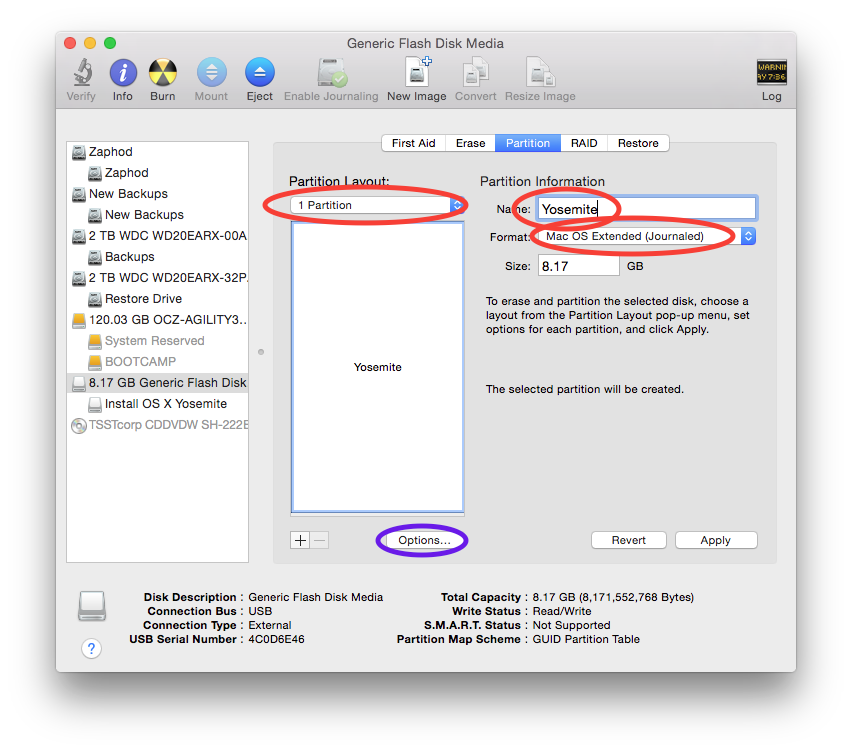 Generic Flash Disk Media
Verify Info Burn Mount Eject Enable Journaling New Image Convert Resize Image Log
WARNIN
AY 7:36
First Aid Erase Partition RAID Restore
Zaphod
Zaphod
New Backups
New Backups
2 TB WDC WD20EARX-00A
Backups
2 TB WDC WD20EARX-32P
Restore Drive
120.03 GB OCZ-AGILITY3...
System Reserved
BOOTCAMP
8.17 GB Generic Flash Disk
Install OS X Yosemite
TSSTcorp CDDVDW SH-222B
Partition Layout:
1 Partition
Yosemite
Options...
Partition Information
Name: Yosemite
Format: Mac OS Extended (Journaled)
Size: 8.17 GB
To erase and partition the selected disk, choose a
layout from the Partition Layout pop-up menu, set
options for each partition, and click Apply.
The selected partition will be created.
Revert Apply
Disk Description : Generic Flash Disk Media
Connection Bus : USB
Connection Type : External
USB Serial Number : 4C0D6E46
Total Capacity : 8.17 GB (8,171,552,768 Bytes)
Write Status : Read/Write
S.M.A.R.T. Status : Not Supported
Partition Map Scheme : GUID Partition Table
?